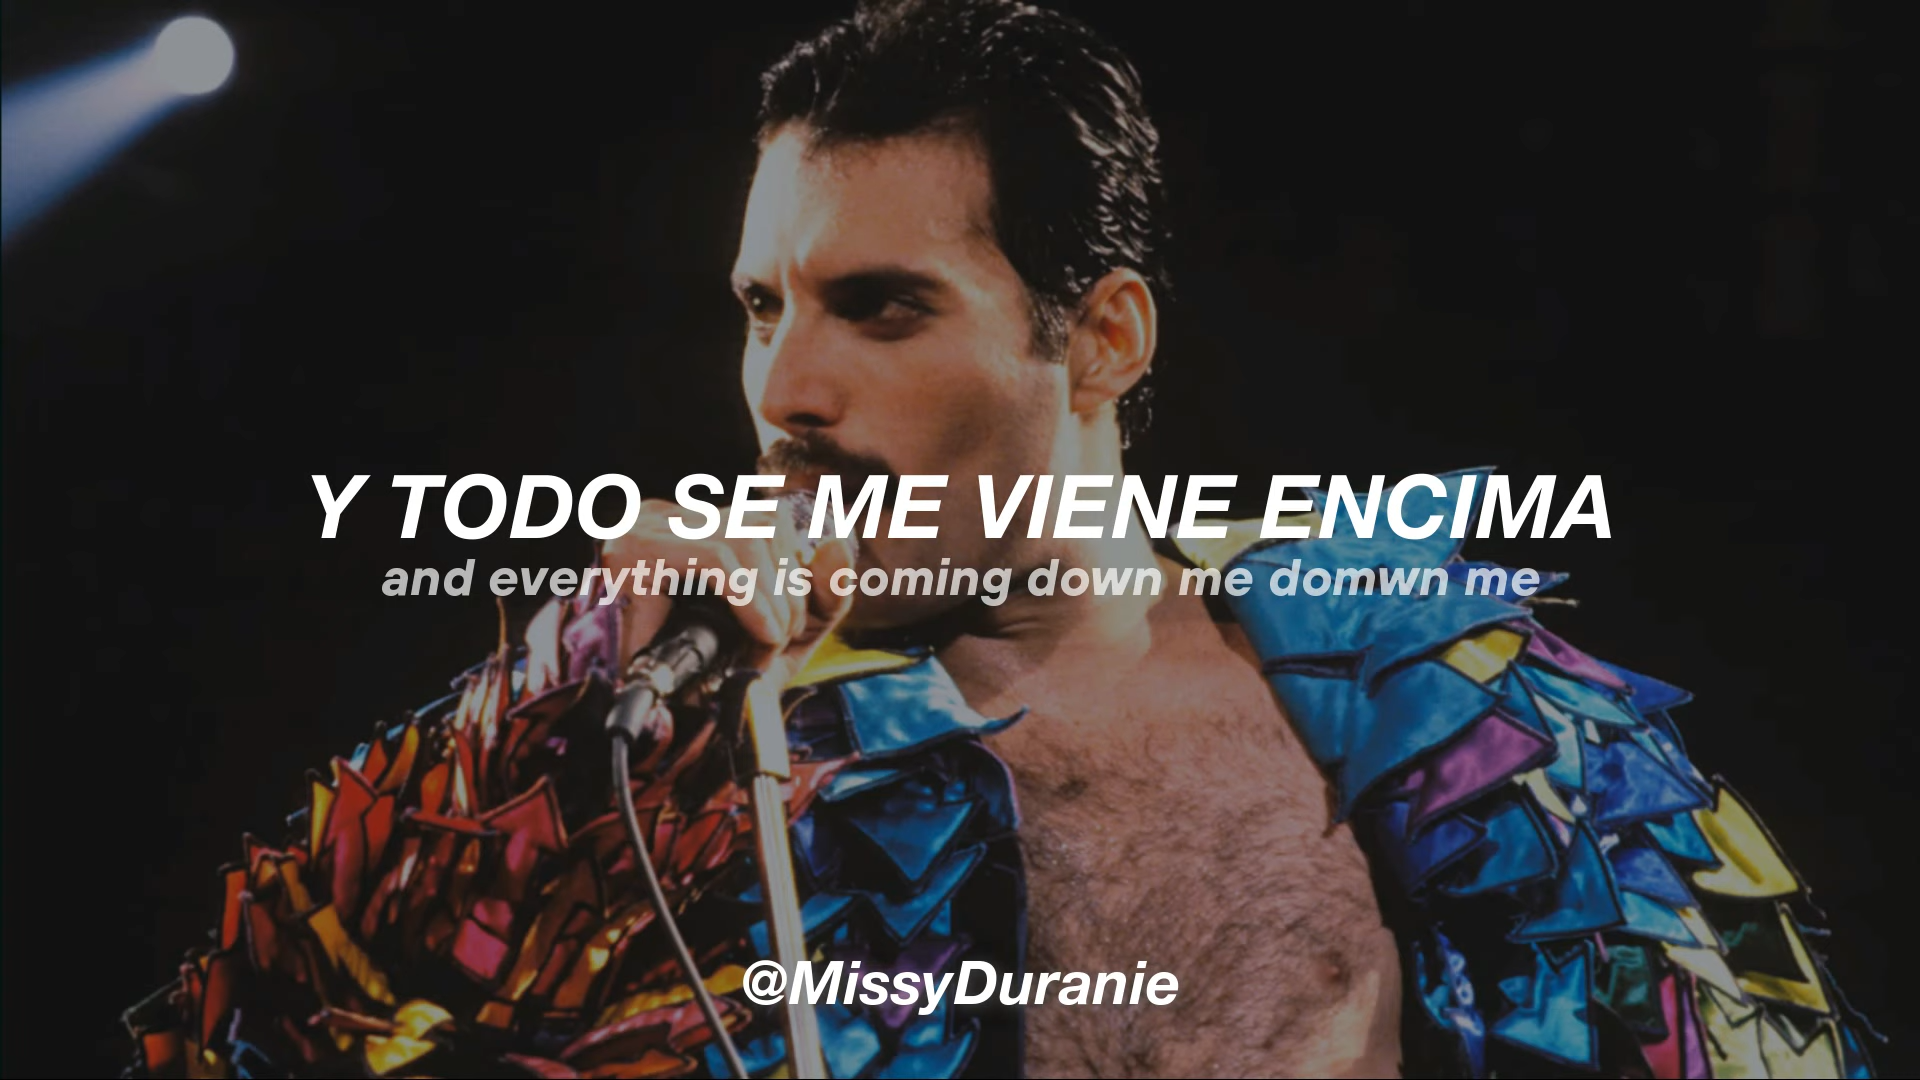 Y TODO SE ME VIENE ENCIMA
and everything is coming down me domwn me
@MissyDuranie